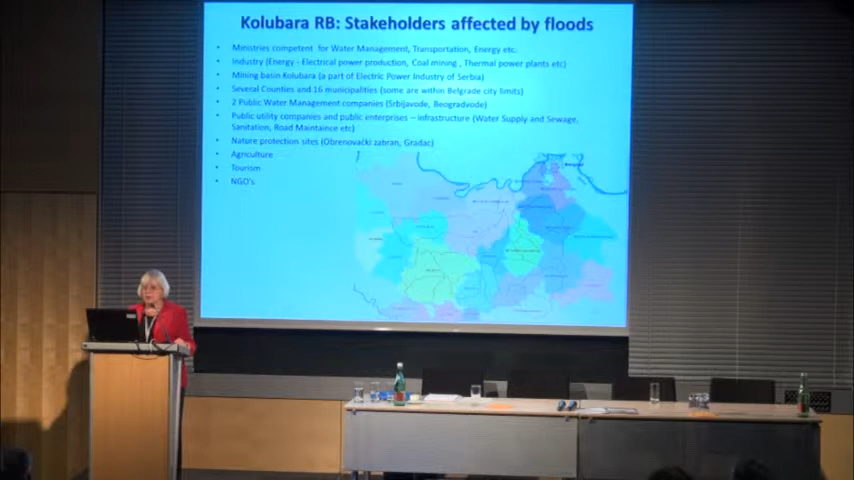 Kolubara RB: Stakeholders affected by floods
• Ministries competent for Water Management, Transportation, Energy etc.
• Industry (Energy - Electrical power production, Coal mining , Thermal power plants etc)
• Mining basin Kolubara (a part of Electric Power Industry of Serbia)
• Several Counties and 16 municipalities (some are within Belgrade city limits)
• 2 Public Water Management companies (Srbijavode, Beogradvode)
• Public utility companies and public enterprises – infrastructure (Water Supply and Sewage,
Sanitation, Road Maintaince etc)
• Nature protection sites (Obrenovački zabran, Gradac)
• Agriculture
• Tourism
• NGO's